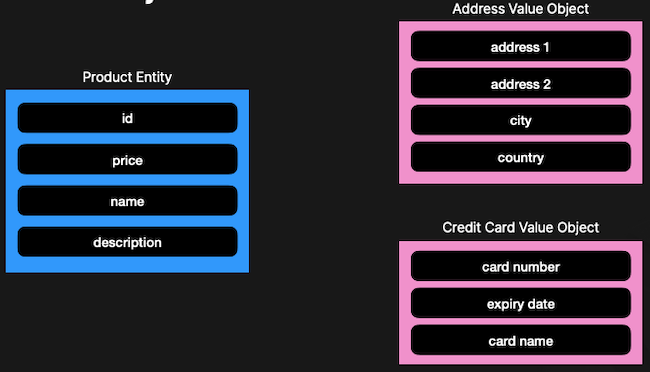 Product Entity
id
price
name
description
Address Value Object
address 1
address 2
city
country
Credit Card Value Object
card number
expiry date
card name